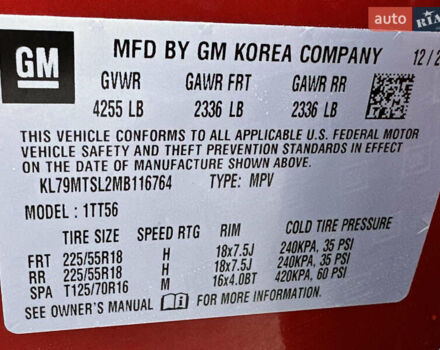 auto RIA
GM
MFD BY GM KOREA COMPANY 12/2
GVWR GAWR FRT GAWR RR
4255 LB 2336 LB 2336 LB
THIS VEHICLE CONFORMS TO ALL APPLICABLE U.S. FEDERAL MOTOR
VEHICLE SAFETY AND THEFT PREVENTION STANDARDS IN EFFECT
ON THE DATE OF MANUFACTURE SHOWN ABOVE.
KL79MTSL2MB116764 TYPE: MPV
MODEL : 1TT56
TIRE SIZE SPEED RTG RIM COLD TIRE PRESSURE
FRT 225/55R18 H 18x7.5J 240KPA, 35 PSI
RR 225/55R18 H 18x7.5J 240KPA, 35 PSI
SPA T125/70R16 M 16x4.0BT 420KPA, 60 PSI
SEE OWNER'S MANUAL FOR MORE INFORMATION.